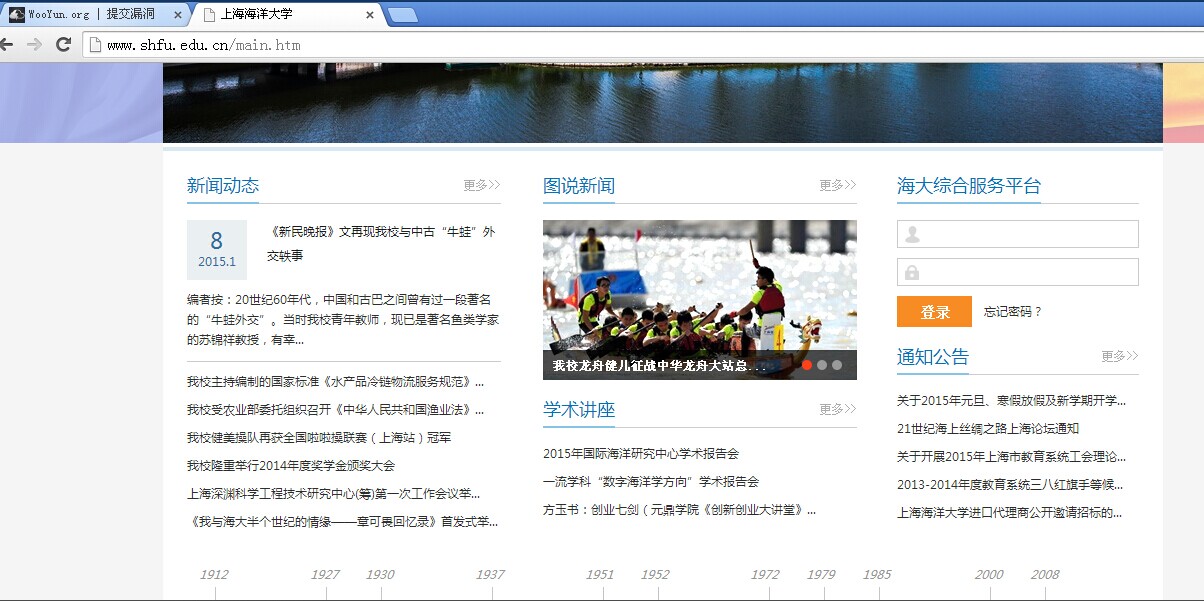 WooYun.org | 提交漏洞
上海海洋大学
www.shfu.edu.cn/main.htm
新闻动态
更多>>
8
2015.1
《新民晚报》文再现我校与中古“牛蛙”外
交轶事
编者按：20世纪60年代，中国和古巴之间曾有过一段著名
的“牛蛙外交”。当时我校青年教师，现已是著名鱼类学家
的苏锦祥教授，有幸...
我校主持编制的国家标准《水产品冷链物流服务规范》...
我校受农业部委托组织召开《中华人民共和国渔业法》...
我校健美操队再获全国啦啦操联赛（上海站）冠军
我校隆重举行2014年度奖学金颁奖大会
上海深渊科学工程技术研究中心(筹)第一次工作会议举...
《我与海大半个世纪的情缘——章可畏回忆录》首发式举...
图说新闻
更多>>
我校龙舟健儿征战中华龙舟大站总...
学术讲座
更多>>
2015年国际海洋研究中心学术报告会
一流学科“数字海洋学方向”学术报告会
方玉书：创业七剑（元鼎学院《创新创业大讲堂》...
海大综合服务平台
登录
忘记密码？
通知公告
更多>>
关于2015年元旦、寒假放假及新学期开学...
21世纪海上丝绸之路上海论坛通知
关于开展2015年上海市教育系统工会理论...
2013-2014年度教育系统三八红旗手等候...
上海海洋大学进口代理商公开邀请招标的...
1912 1927 1930 1937 1951 1952 1972 1979 1985 2000 2008